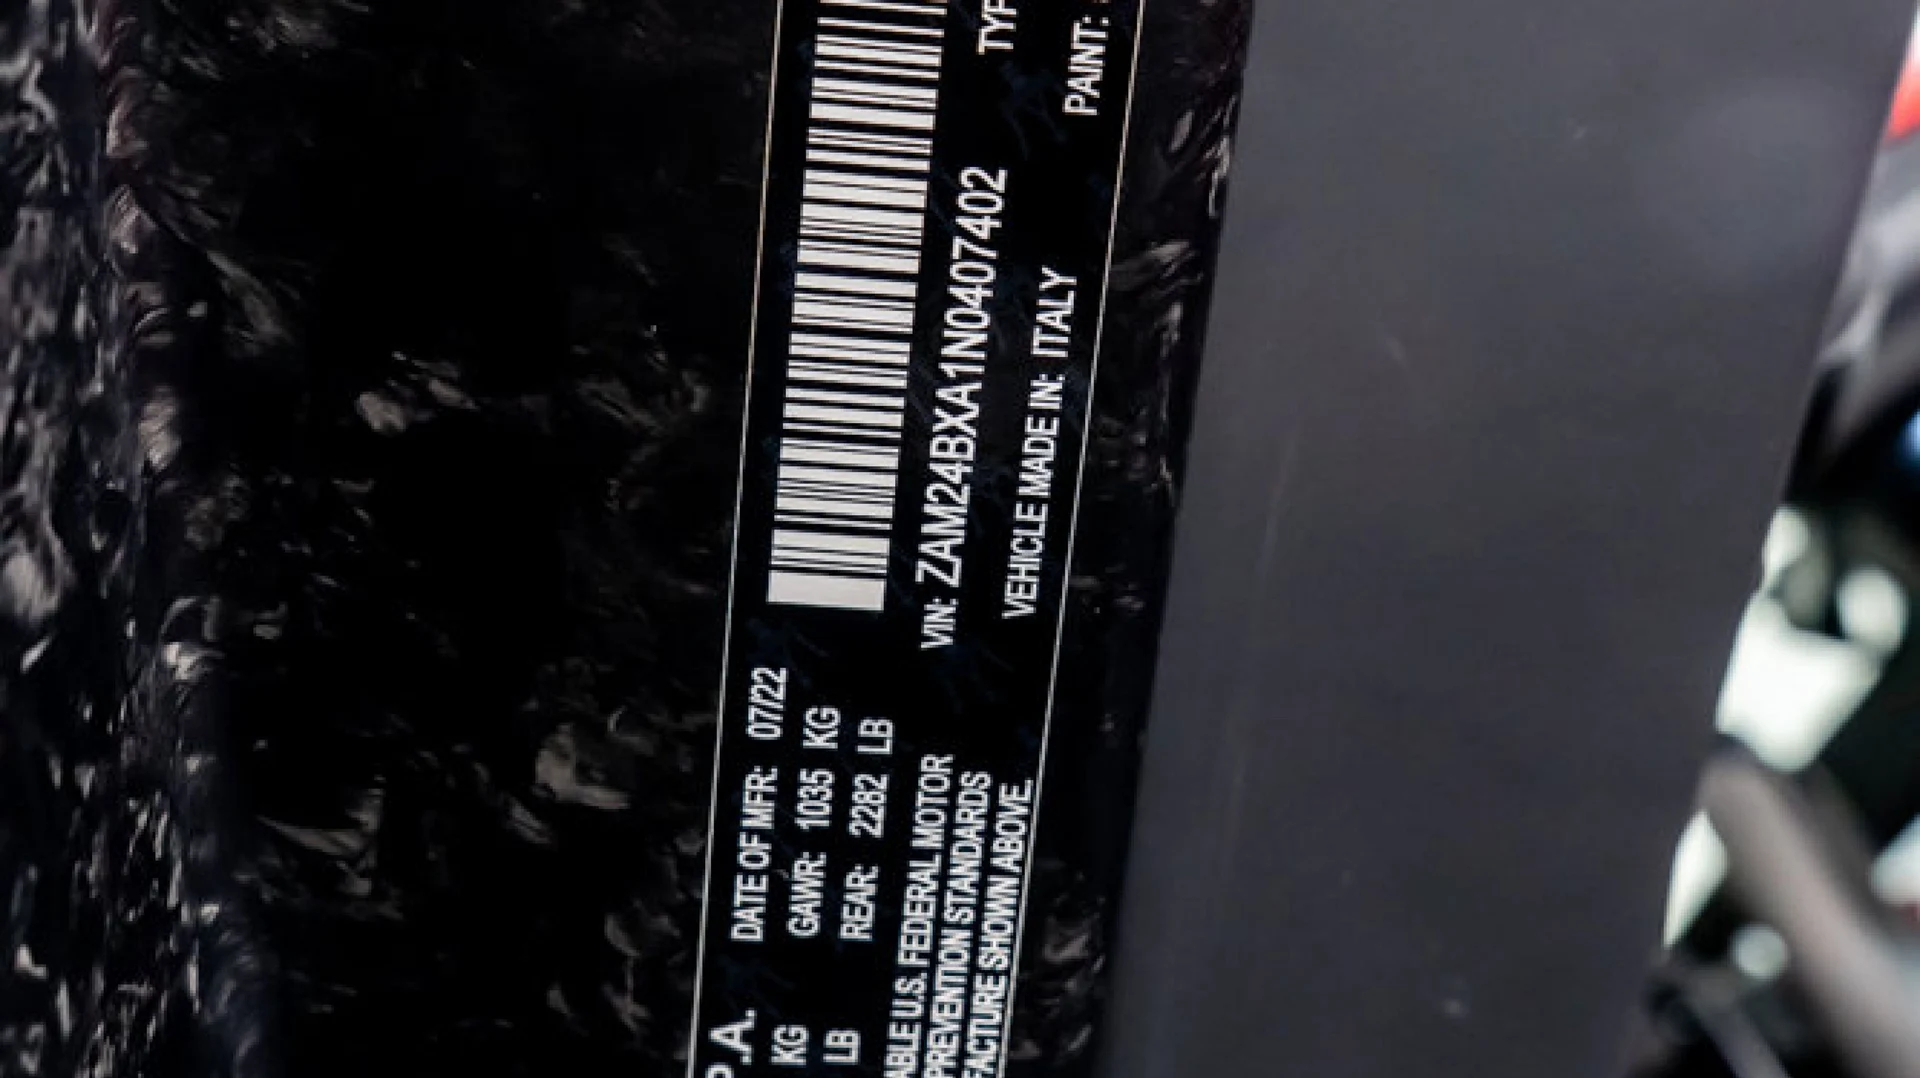 P.A. DATE OF MFR: 07/22
KG GAWR: 1035 KG
LB REAR: 2282 LB
ABLE U.S. FEDERAL MOTOR
PREVENTION STANDARDS
FACTURE SHOWN ABOVE.
VIN: ZAM24BXA1N0407402 TYP
VEHICLE MADE IN: ITALY PAINT: